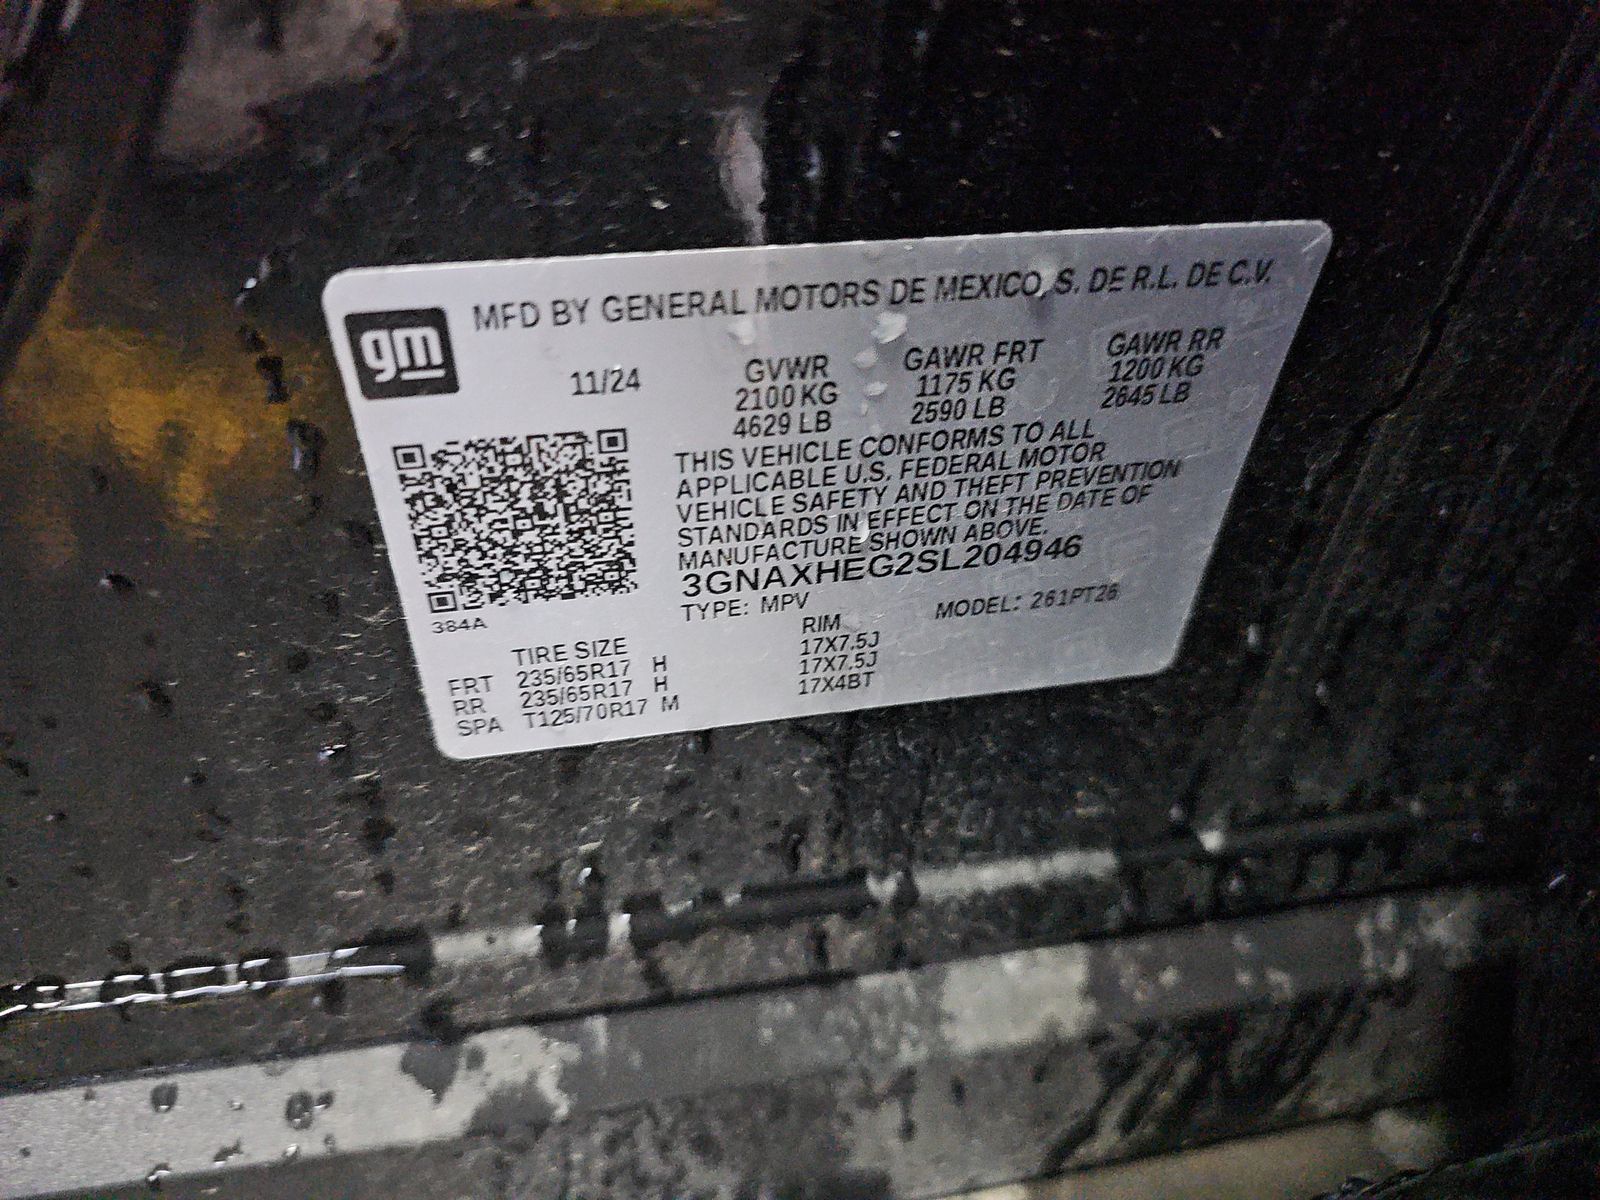 gm
MFD BY GENERAL MOTORS DE MEXICO, S. DE R.L. DE C.V.
11/24
GVWR GAWR FRT GAWR RR
2100 KG 1175 KG 1200 KG
4629 LB 2590 LB 2645 LB
THIS VEHICLE CONFORMS TO ALL
APPLICABLE U.S. FEDERAL MOTOR
VEHICLE SAFETY AND THEFT PREVENTION
STANDARDS IN EFFECT ON THE DATE OF
MANUFACTURE SHOWN ABOVE.
3GNAXHEG2SL204946
TYPE: MPV MODEL: 261PT26
384A
TIRE SIZE RIM
FRT 235/65R17 H 17X7.5J
RR 235/65R17 H 17X7.5J
SPA T125/70R17 M 17X4BT